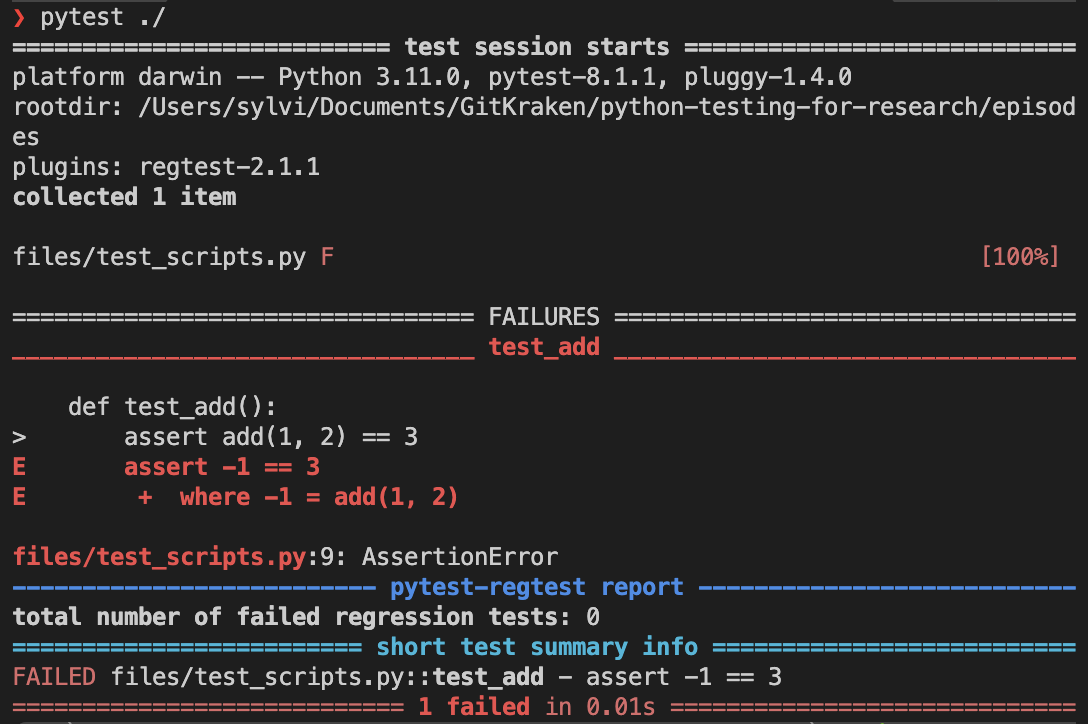 ❯ pytest ./
=========================== test session starts ============================
platform darwin -- Python 3.11.0, pytest-8.1.1, pluggy-1.4.0
rootdir: /Users/sylvi/Documents/GitKraken/python-testing-for-research/episod
es
plugins: regtest-2.1.1
collected 1 item

files/test_scripts.py F                                              [100%]

================================= FAILURES =================================
_________________________________ test_add _________________________________

    def test_add():
>       assert add(1, 2) == 3
E       assert -1 == 3
E        +  where -1 = add(1, 2)

files/test_scripts.py:9: AssertionError
-------------------------- pytest-regtest report ---------------------------
total number of failed regression tests: 0
========================= short test summary info ==========================
FAILED files/test_scripts.py::test_add - assert -1 == 3
============================ 1 failed in 0.01s =============================